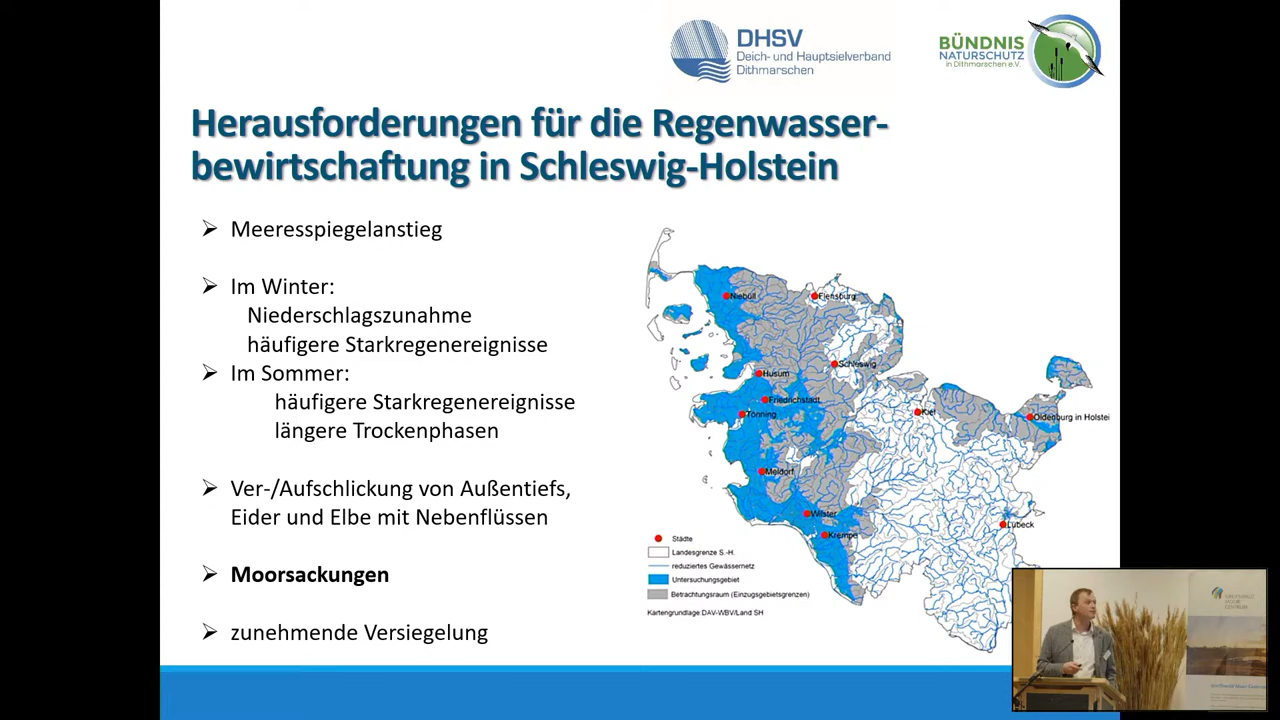 DHSV
Deich- und Hauptsielverband
Dithmarschen
BÜNDNIS
NATURSCHUTZ
in Dithmarschen e.V.
Herausforderungen für die Regenwasser-
bewirtschaftung in Schleswig-Holstein
➢ Meeresspiegelanstieg
➢ Im Winter:
Niederschlagszunahme
häufigere Starkregenereignisse
➢ Im Sommer:
häufigere Starkregenereignisse
längere Trockenphasen
➢ Ver-/Aufschlickung von Außentiefs,
Eider und Elbe mit Nebenflüssen
➢ Moorsackungen
➢ zunehmende Versiegelung
Niebüll
Flensburg
Schleswig
Husum
Friedrichstadt
Tönning
Kiel
Oldenburg in Holstei
Meldorf
Wilster
Lübeck
Krempe
Städte
Landesgrenze S.-H.
reduziertes Gewässernetz
Untersuchungsgebiet
Betrachtungsraum (Einzugsgebietsgrenzen)
Kartengrundlage DAV-WBV/Land SH